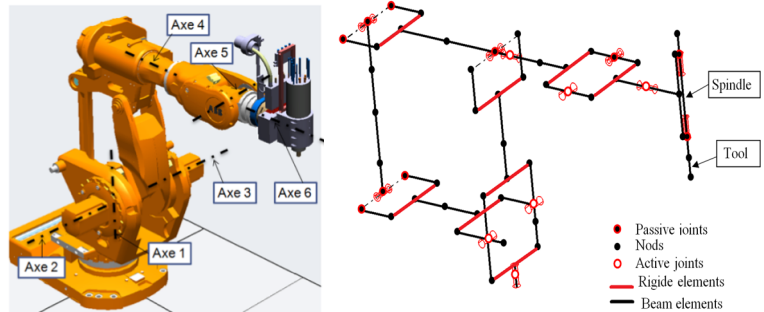 Axe 4
Axe 5
Axe 6
Axe 3
Axe 1
Axe 2
Spindle
Tool
Passive joints
Nods
Active joints
Rigide elements
Beam elements